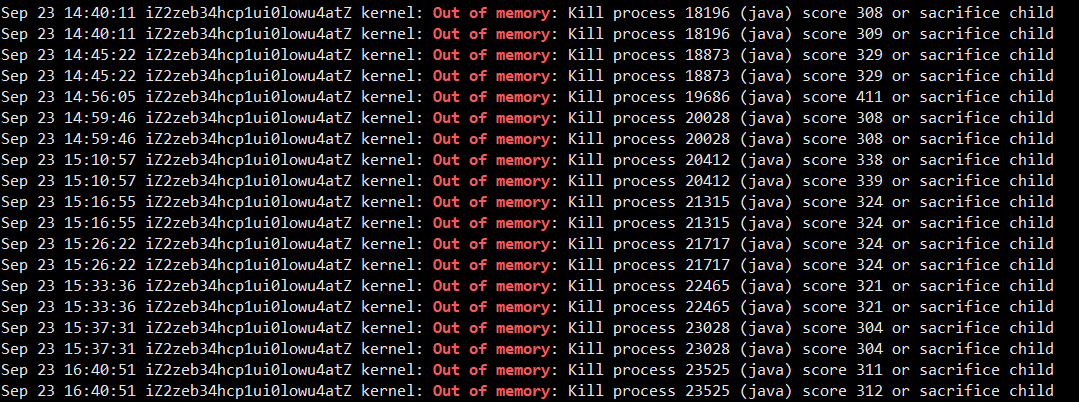 Sep 23 14:40:11 iZ2zeb34hcp1ui0lowu4atZ kernel: Out of memory: Kill process 18196 (java) score 308 or sacrifice child
Sep 23 14:40:11 iZ2zeb34hcp1ui0lowu4atZ kernel: Out of memory: Kill process 18196 (java) score 309 or sacrifice child
Sep 23 14:45:22 iZ2zeb34hcp1ui0lowu4atZ kernel: Out of memory: Kill process 18873 (java) score 329 or sacrifice child
Sep 23 14:45:22 iZ2zeb34hcp1ui0lowu4atZ kernel: Out of memory: Kill process 18873 (java) score 329 or sacrifice child
Sep 23 14:56:05 iZ2zeb34hcp1ui0lowu4atZ kernel: Out of memory: Kill process 19686 (java) score 411 or sacrifice child
Sep 23 14:59:46 iZ2zeb34hcp1ui0lowu4atZ kernel: Out of memory: Kill process 20028 (java) score 308 or sacrifice child
Sep 23 14:59:46 iZ2zeb34hcp1ui0lowu4atZ kernel: Out of memory: Kill process 20028 (java) score 308 or sacrifice child
Sep 23 15:10:57 iZ2zeb34hcp1ui0lowu4atZ kernel: Out of memory: Kill process 20412 (java) score 338 or sacrifice child
Sep 23 15:10:57 iZ2zeb34hcp1ui0lowu4atZ kernel: Out of memory: Kill process 20412 (java) score 339 or sacrifice child
Sep 23 15:16:55 iZ2zeb34hcp1ui0lowu4atZ kernel: Out of memory: Kill process 21315 (java) score 324 or sacrifice child
Sep 23 15:16:55 iZ2zeb34hcp1ui0lowu4atZ kernel: Out of memory: Kill process 21315 (java) score 324 or sacrifice child
Sep 23 15:26:22 iZ2zeb34hcp1ui0lowu4atZ kernel: Out of memory: Kill process 21717 (java) score 324 or sacrifice child
Sep 23 15:26:22 iZ2zeb34hcp1ui0lowu4atZ kernel: Out of memory: Kill process 21717 (java) score 324 or sacrifice child
Sep 23 15:33:36 iZ2zeb34hcp1ui0lowu4atZ kernel: Out of memory: Kill process 22465 (java) score 321 or sacrifice child
Sep 23 15:33:36 iZ2zeb34hcp1ui0lowu4atZ kernel: Out of memory: Kill process 22465 (java) score 321 or sacrifice child
Sep 23 15:37:31 iZ2zeb34hcp1ui0lowu4atZ kernel: Out of memory: Kill process 23028 (java) score 304 or sacrifice child
Sep 23 15:37:31 iZ2zeb34hcp1ui0lowu4atZ kernel: Out of memory: Kill process 23028 (java) score 304 or sacrifice child
Sep 23 16:40:51 iZ2zeb34hcp1ui0lowu4atZ kernel: Out of memory: Kill process 23525 (java) score 311 or sacrifice child
Sep 23 16:40:51 iZ2zeb34hcp1ui0lowu4atZ kernel: Out of memory: Kill process 23525 (java) score 312 or sacrifice child